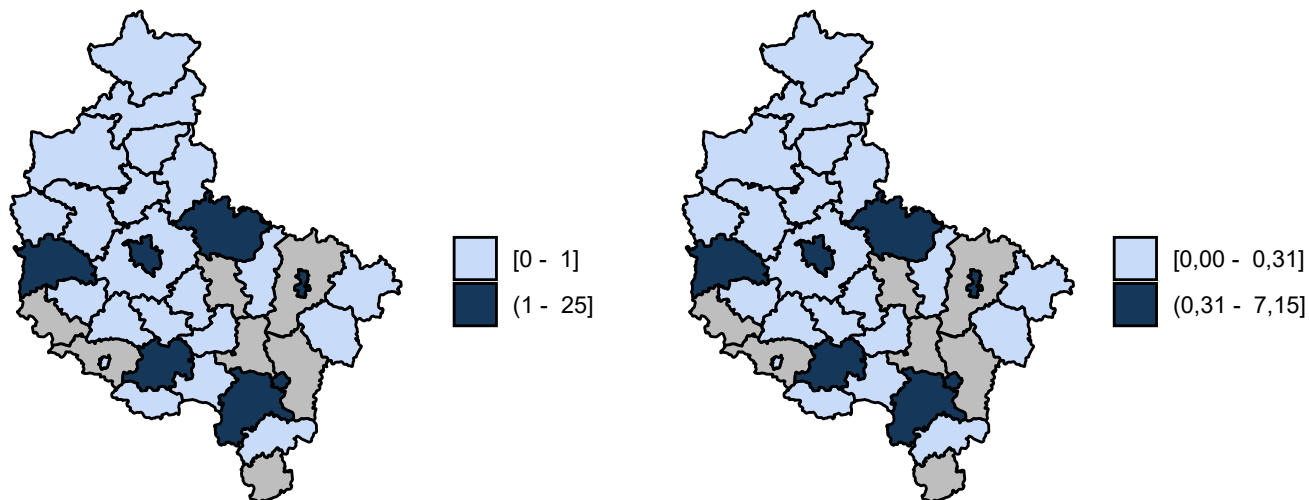 [0 - 1]
(1 - 25]
[0,00 - 0,31]
(0,31 - 7,15]